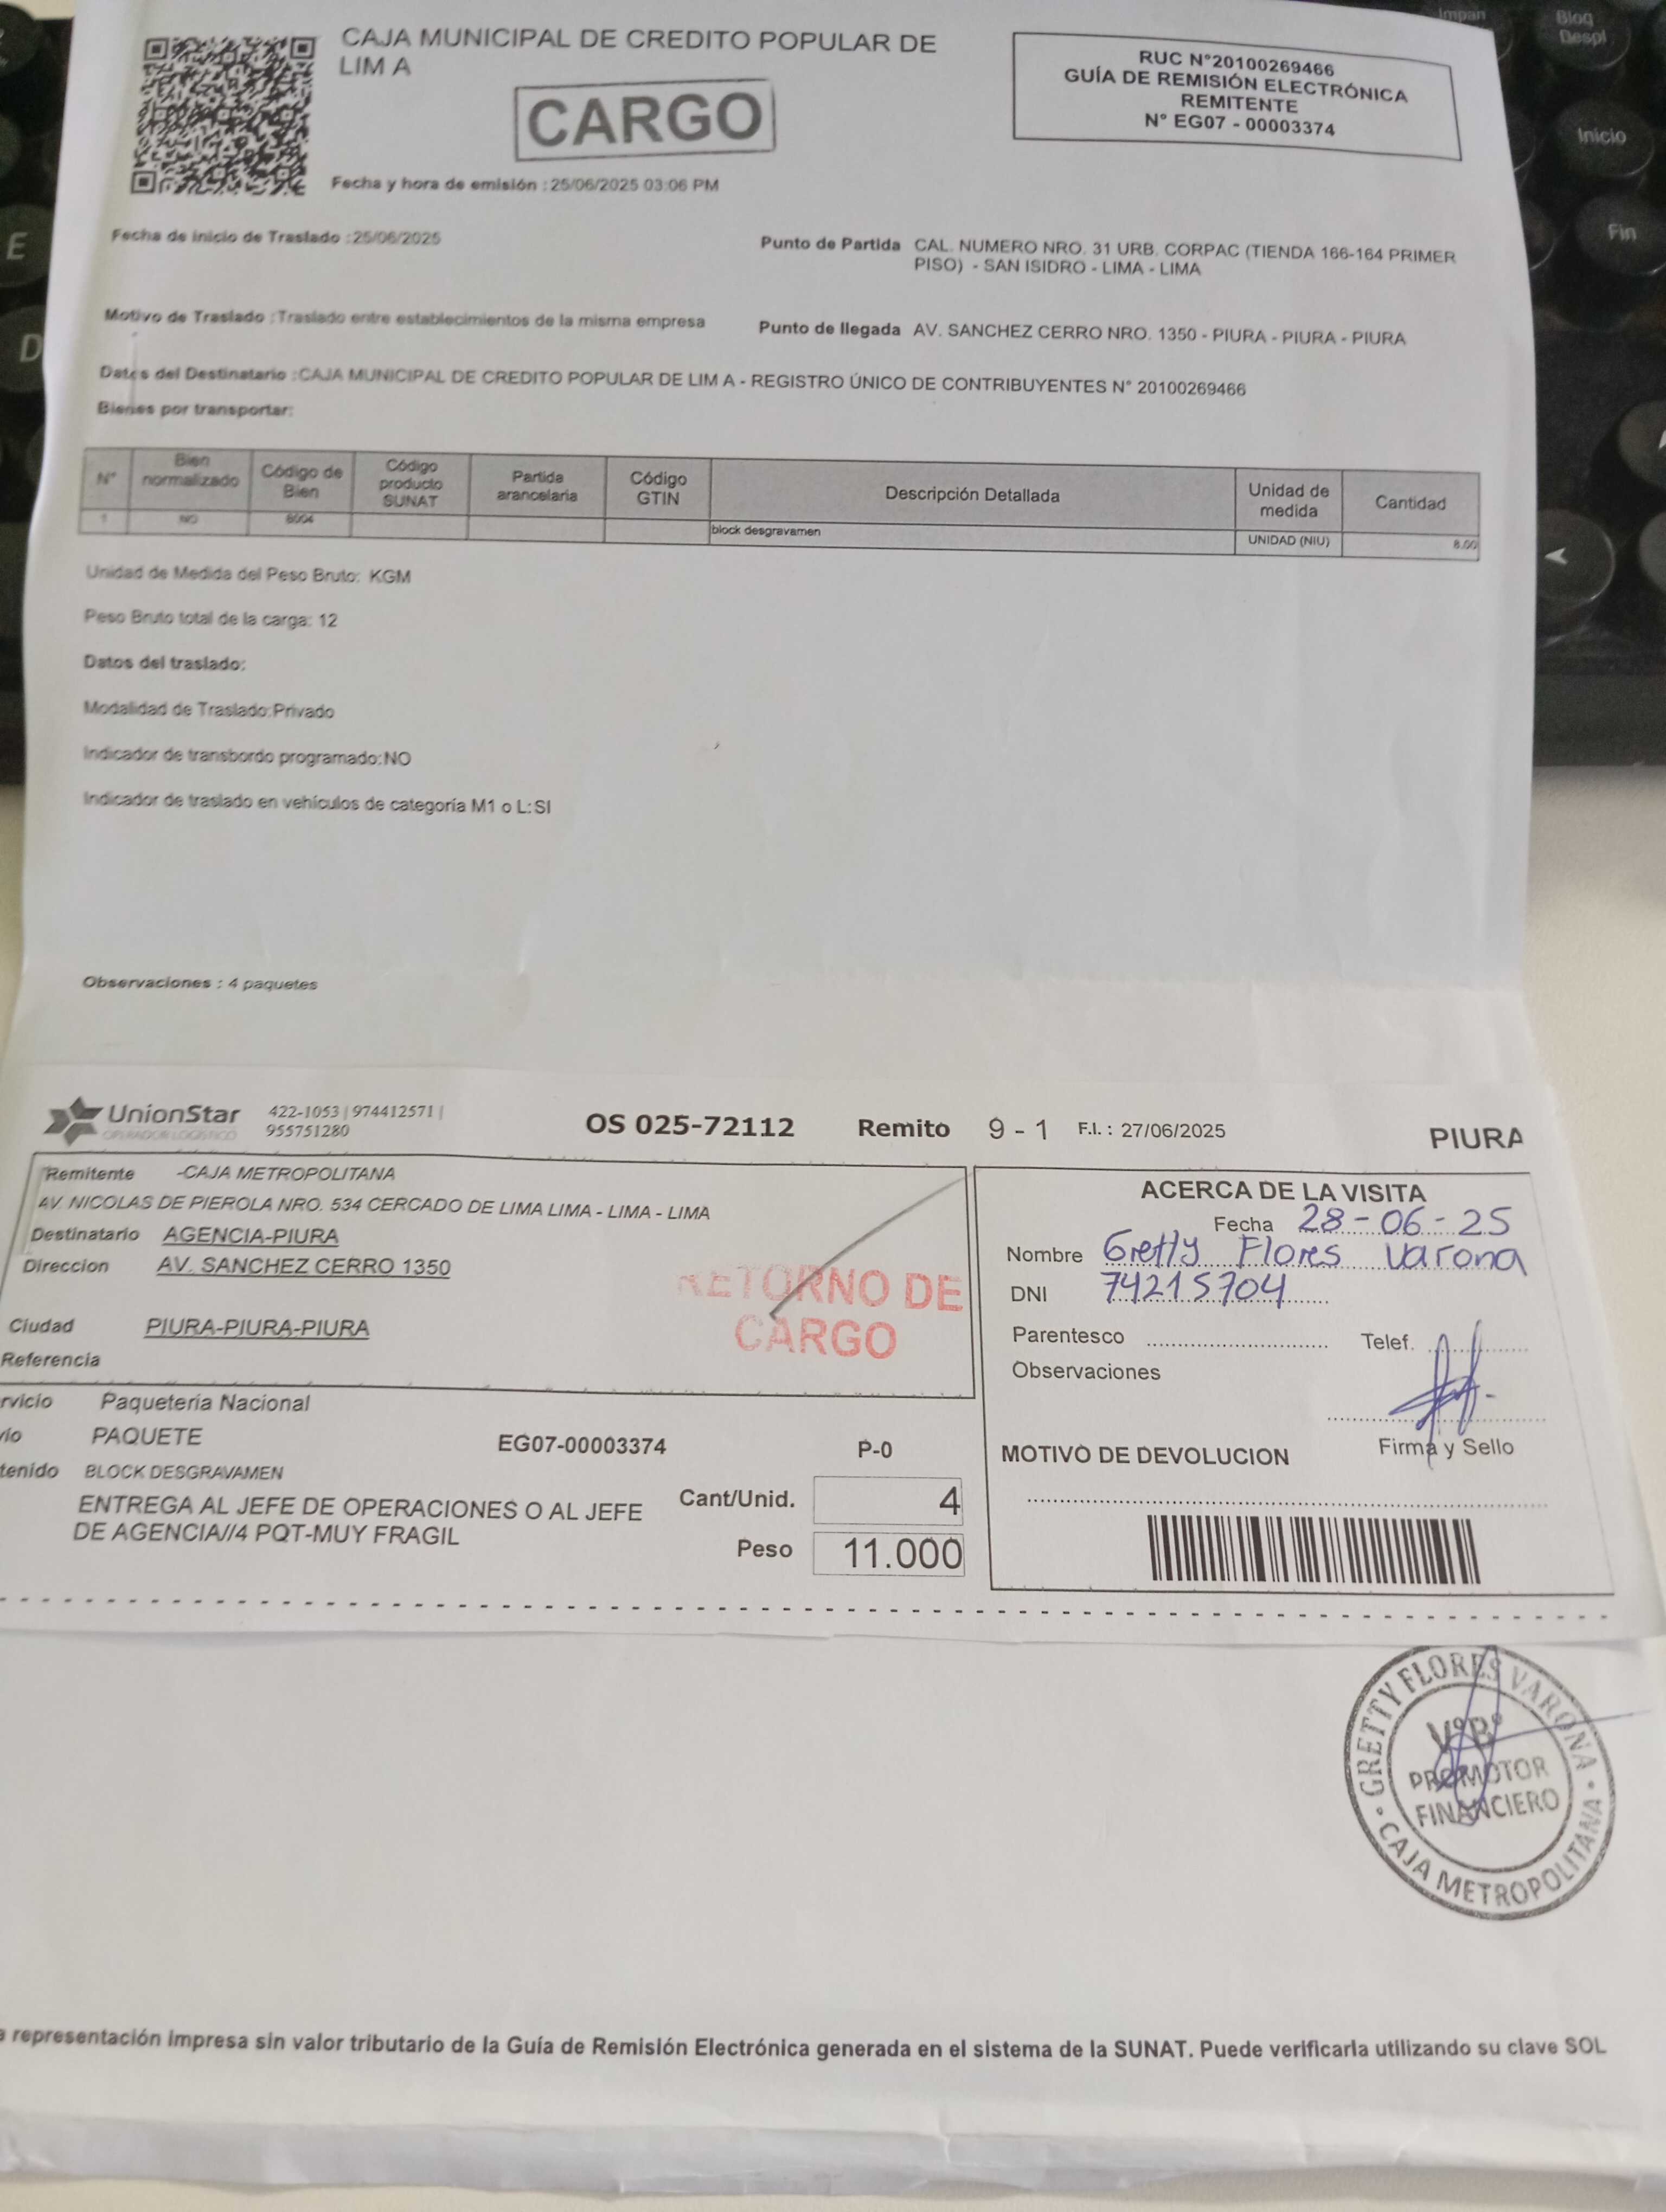 CAJA MUNICIPAL DE CREDITO POPULAR DE
LIM A
CARGO
Fecha y hora de emisión : 25/06/2025 03:06 PM
RUC N°20100269466
GUÍA DE REMISIÓN ELECTRÓNICA
REMITENTE
N° EG07 - 00003374
Fecha de inicio de Traslado : 25/06/2025
Punto de Partida CAL. NUMERO NRO. 31 URB. CORPAC (TIENDA 166-164 PRIMER
PISO) - SAN ISIDRO - LIMA - LIMA
Motivo de Traslado : Traslado entre establecimientos de la misma empresa
Punto de llegada AV. SANCHEZ CERRO NRO. 1350 - PIURA - PIURA - PIURA
Datos del Destinatario : CAJA MUNICIPAL DE CREDITO POPULAR DE LIM A - REGISTRO ÚNICO DE CONTRIBUYENTES N° 20100269466
Bienes por transportar:
N° Bien normalizado Código de Bien Código producto SUNAT Partida arancelaria Código GTIN Descripción Detallada Unidad de medida Cantidad
1 NO 8004 block desgravamen UNIDAD (NIU) 8.00
Unidad de Medida del Peso Bruto: KGM
Peso Bruto total de la carga: 12
Datos del traslado:
Modalidad de Traslado: Privado
Indicador de transbordo programado: NO
Indicador de traslado en vehículos de categoría M1 o L: SI
Observaciones : 4 paquetes
UnionStar
OPERADOR LOGISTICO
422-1053 | 974412571 |
955751280
OS 025-72112 Remito 9 - 1 F.I. : 27/06/2025 PIURA
Remitente -CAJA METROPOLITANA
AV. NICOLAS DE PIEROLA NRO. 534 CERCADO DE LIMA LIMA - LIMA - LIMA
Destinatario AGENCIA-PIURA
Direccion AV. SANCHEZ CERRO 1350
RETORNO DE
CARGO
Ciudad PIURA-PIURA-PIURA
Referencia
rvicio Paquetería Nacional
vío PAQUETE EG07-00003374 P-0
tenido BLOCK DESGRAVAMEN
ENTREGA AL JEFE DE OPERACIONES O AL JEFE
DE AGENCIA//4 PQT-MUY FRAGIL
Cant/Unid. 4
Peso 11.000
ACERCA DE LA VISITA
Fecha 28-06-25
Nombre Gretty Flores Varona
DNI 74215704
Parentesco Telef.
Observaciones
Firma y Sello
MOTIVO DE DEVOLUCION
GRETTY FLORES VARONA
V°B°
PROMOTOR
FINANCIERO
CAJA METROPOLITANA
a representación impresa sin valor tributario de la Guía de Remisión Electrónica generada en el sistema de la SUNAT. Puede verificarla utilizando su clave SOL
Impan
Bloq
Despl
Inicio
Fin
E
D